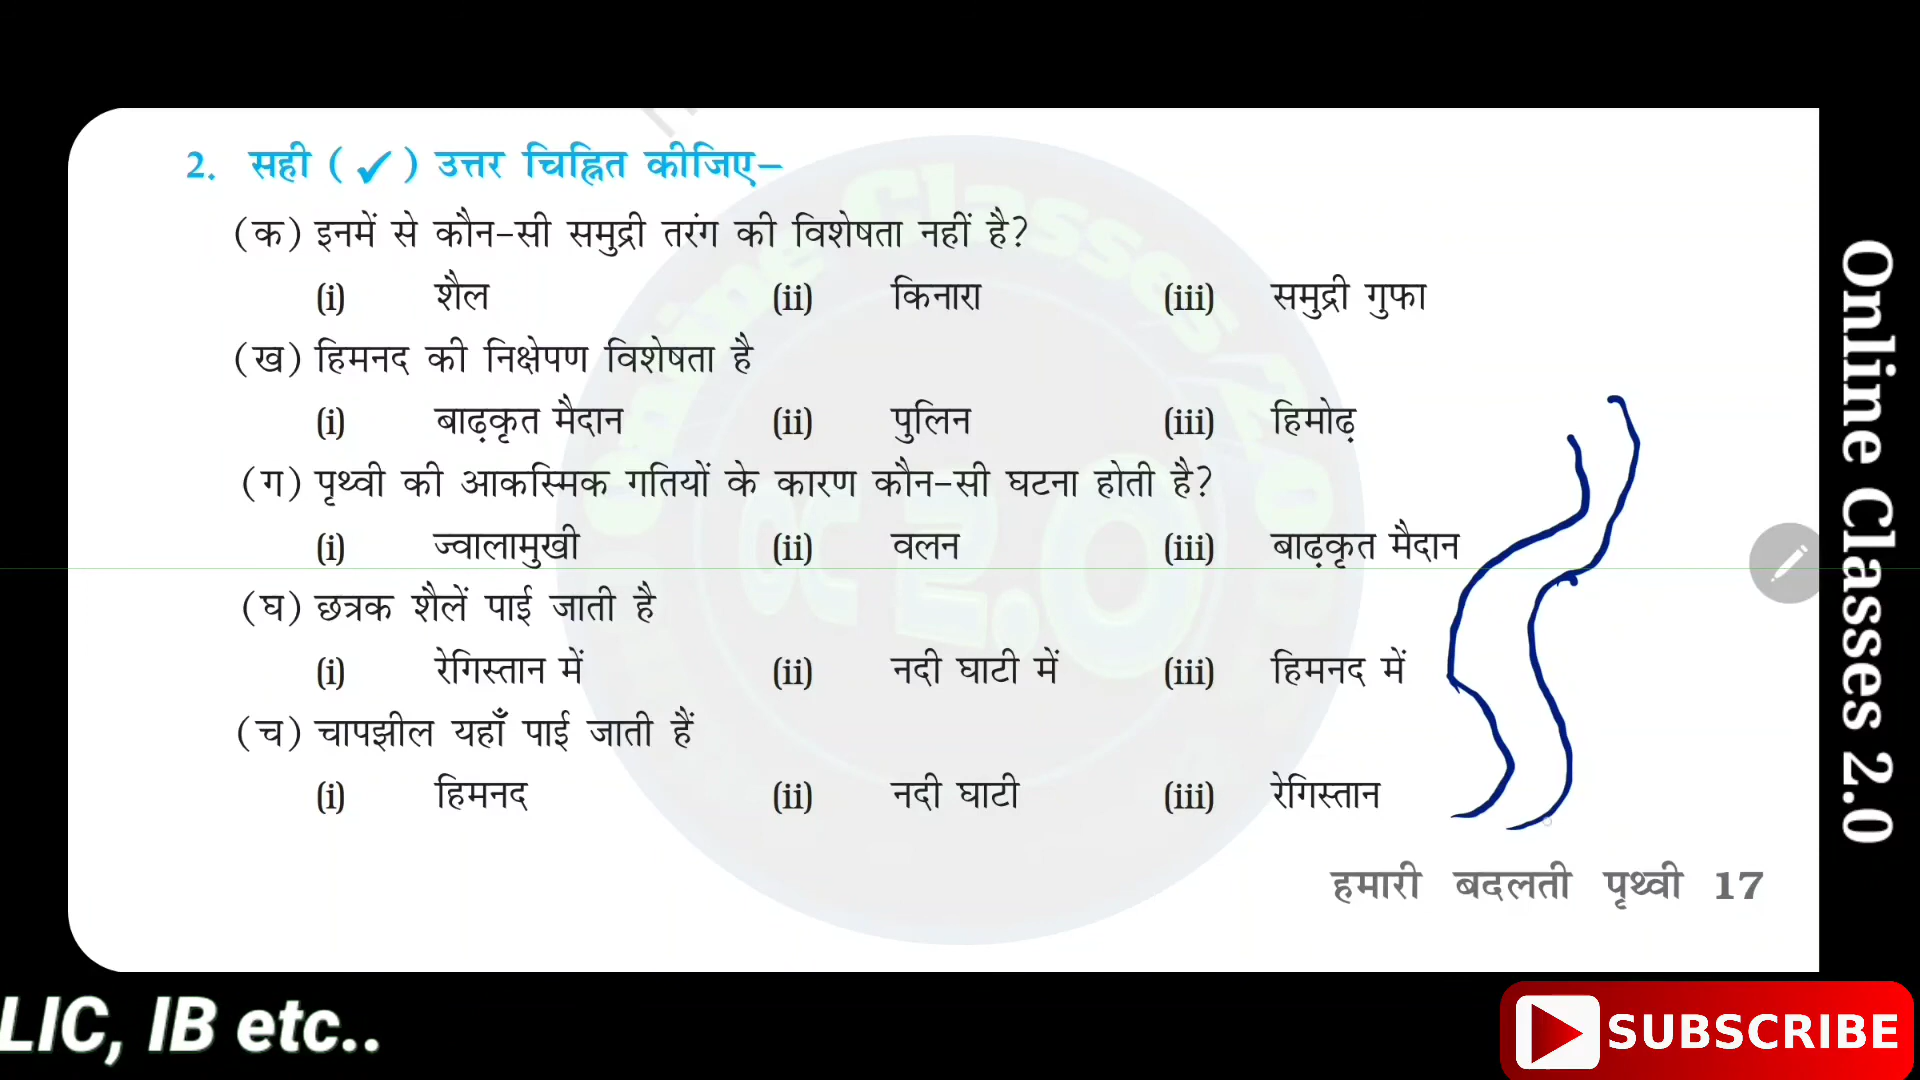 2. सही ( ✓ ) उत्तर चिह्नित कीजिए–
(क) इनमें से कौन-सी समुद्री तरंग की विशेषता नहीं है?
(i) शैल (ii) किनारा (iii) समुद्री गुफा
(ख) हिमनद की निक्षेपण विशेषता है
(i) बाढ़कृत मैदान (ii) पुलिन (iii) हिमोढ़
(ग) पृथ्वी की आकस्मिक गतियों के कारण कौन-सी घटना होती है?
(i) ज्वालामुखी (ii) वलन (iii) बाढ़कृत मैदान
(घ) छत्रक शैलें पाई जाती है
(i) रेगिस्तान में (ii) नदी घाटी में (iii) हिमनद में
(च) चापझील यहाँ पाई जाती हैं
(i) हिमनद (ii) नदी घाटी (iii) रेगिस्तान
हमारी बदलती पृथ्वी 17
Online Classes 2.0
LIC, IB etc..
SUBSCRIBE